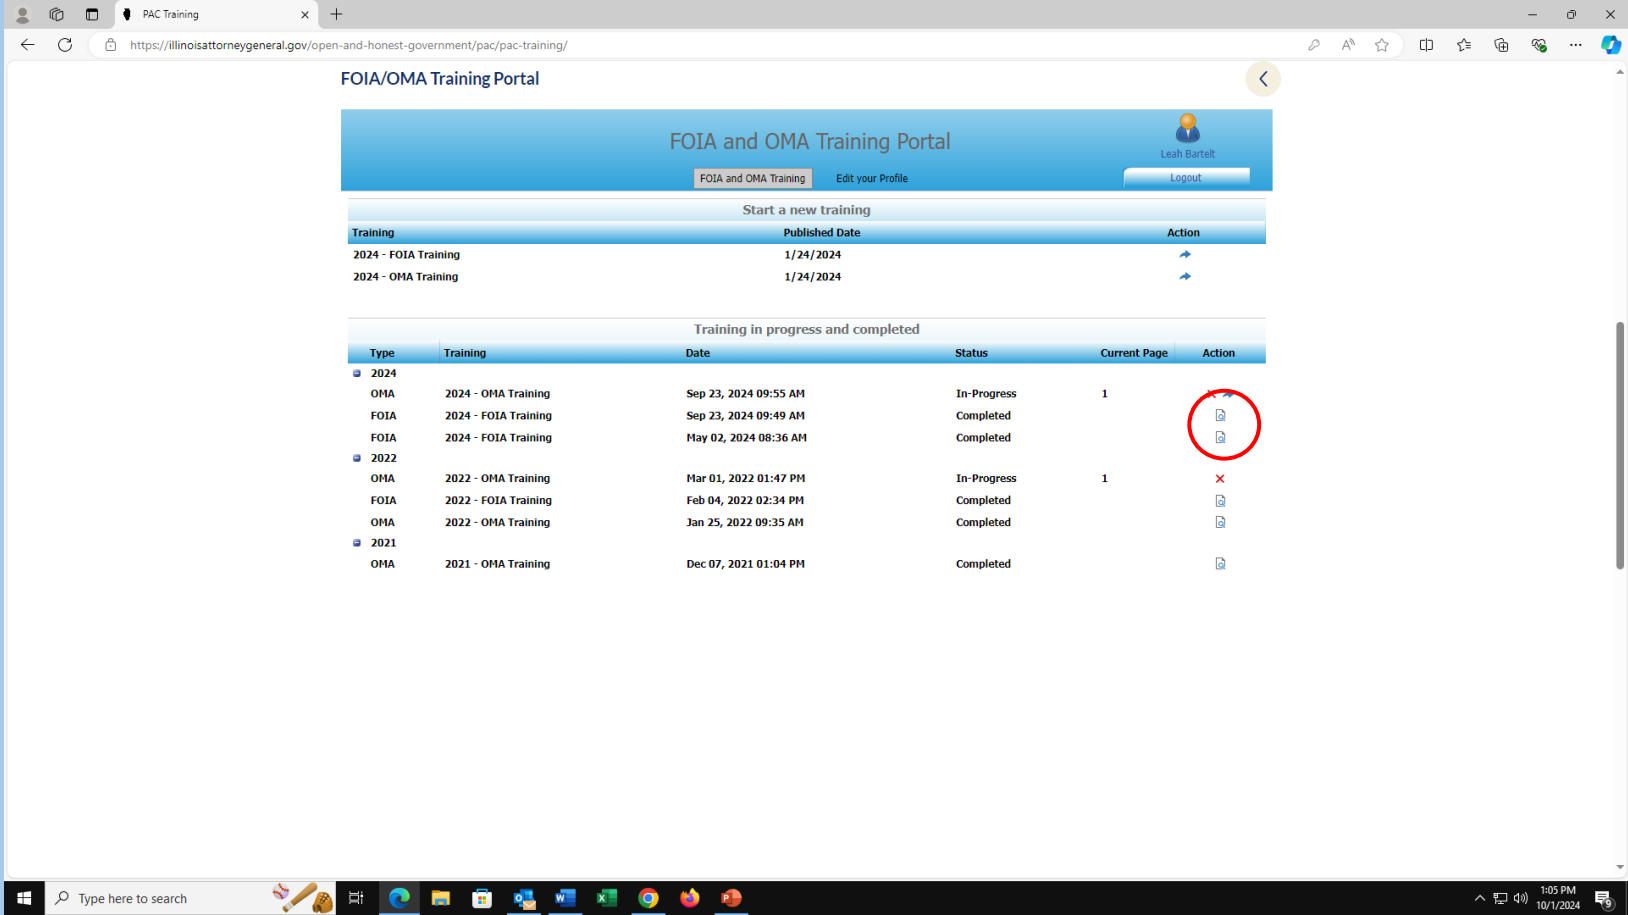 PAC Training
https://illinoisattorneygeneral.gov/open-and-honest-government/pac/pac-training/
FOIA/OMA Training Portal
FOIA and OMA Training Portal
Leah Bartelt
FOIA and OMA Training Edit your Profile Logout
Start a new training
Training Published Date Action
2024 - FOIA Training 1/24/2024
2024 - OMA Training 1/24/2024
Training in progress and completed
Type Training Date Status Current Page Action
2024
OMA 2024 - OMA Training Sep 23, 2024 09:55 AM In-Progress 1
FOIA 2024 - FOIA Training Sep 23, 2024 09:49 AM Completed
FOIA 2024 - FOIA Training May 02, 2024 08:36 AM Completed
2022
OMA 2022 - OMA Training Mar 01, 2022 01:47 PM In-Progress 1
FOIA 2022 - FOIA Training Feb 04, 2022 02:34 PM Completed
OMA 2022 - OMA Training Jan 25, 2022 09:35 AM Completed
2021
OMA 2021 - OMA Training Dec 07, 2021 01:04 PM Completed
Type here to search
1:05 PM
10/1/2024
9